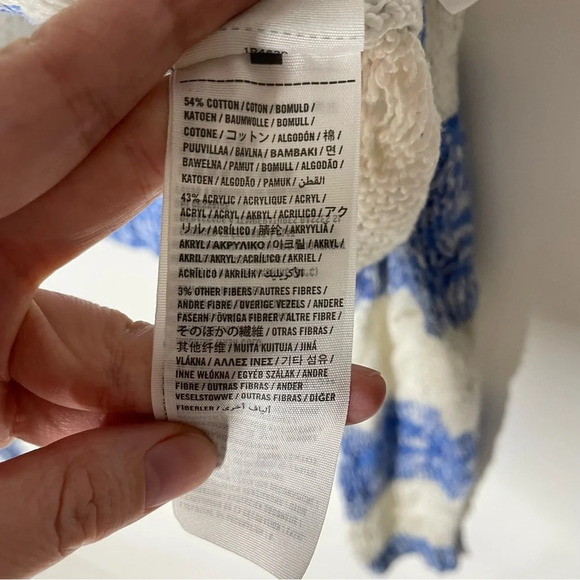 54% COTTON / COTON / BOMULD /
KATOEN / BAUMWOLLE / BOMULL /
COTONE / コットン / ALGODÓN / 棉 /
PUUVILLAA / BAVLNA / ΒΑΜΒΑΚΙ / 면 /
BAWEŁNA / PAMUT / BOMULL / ALGODÃO /
KATOEN / ALGODÃO / PAMUK / القطن
43% ACRYLIC / ACRYLIQUE / ACRYL /
ACRYL / ACRYL / AKRYL / ACRILICO / アク
リル / ACRÍLICO / 腈纶 / AKRYYLIÄ /
AKRYL / ΑΚΡΥΛΙΚΟ / 아크릴 / AKRYL /
AKRIL / AKRYL / ACRÍLICO / AKRIEL /
ACRÍLICO / AKRILIK / الأكريليك
3% OTHER FIBERS / AUTRES FIBRES /
ANDRE FIBRE / OVERIGE VEZELS / ANDERE
FASERN / ÖVRIGA FIBRER / ALTRE FIBRE /
そのほかの繊維 / OTRAS FIBRAS /
其他纤维 / MUITA KUITUJA / JINÁ
VLÁKNA / ΑΛΛΕΣ ΙΝΕΣ / 기타 섬유 /
INNE WŁÓKNA / EGYÉB SZÁLAK / ANDRE
FIBRE / OUTRAS FIBRAS / ANDER
VESELSTOWWE / OUTRAS FIBRAS / DİĞER
FIBERLER / ألياف أخرى